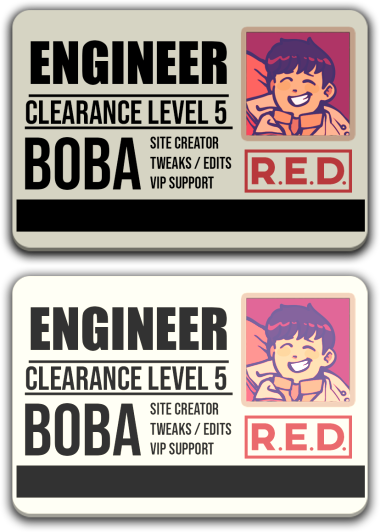 ENGINEER
CLEARANCE LEVEL 5
BOBA
SITE CREATOR
TWEAKS / EDITS
VIP SUPPORT
R.E.D.
ENGINEER
CLEARANCE LEVEL 5
BOBA
SITE CREATOR
TWEAKS / EDITS
VIP SUPPORT
R.E.D.